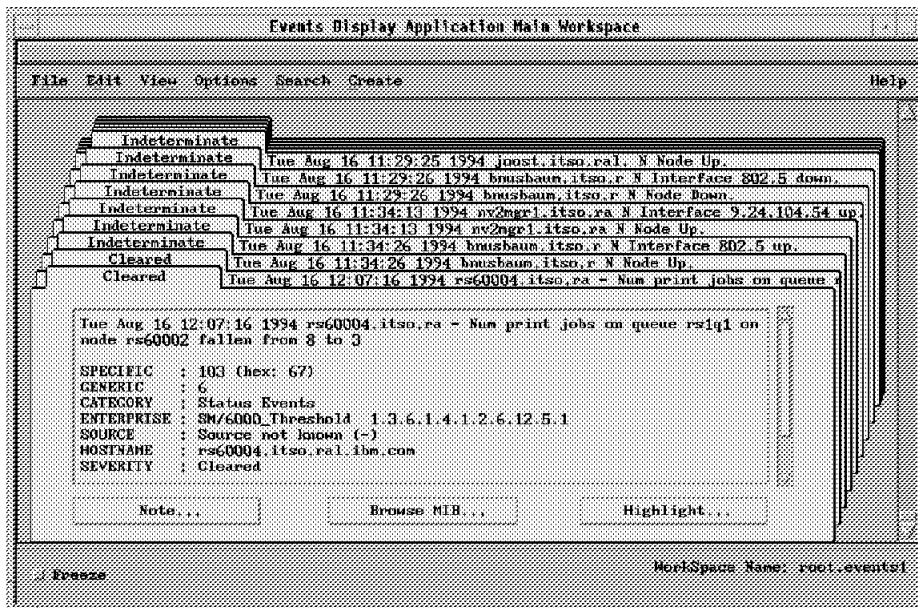 Events Display Application Main Workspace
File Edit View Options Search Create Help
Indeterminate
Indeterminate Tue Aug 16 11:29:25 1994 joost.itso.ral. N Node Up.
Indeterminate Tue Aug 16 11:29:26 1994 bnusbaum.itso.r N Interface 802.5 down.
Indeterminate Tue Aug 16 11:29:26 1994 bnusbaum.itso.r N Node Down.
Indeterminate Tue Aug 16 11:34:13 1994 nv2mgr1.itso.ra N Interface 9.24.104.54 up.
Indeterminate Tue Aug 16 11:34:13 1994 nv2mgr1.itso.ra N Node Up.
Indeterminate Tue Aug 16 11:34:26 1994 bnusbaum.itso.r N Interface 802.5 up.
Cleared Tue Aug 16 11:34:26 1994 bnusbaum.itso.r N Node Up.
Cleared Tue Aug 16 12:07:16 1994 rs60004.itso.ra - Num print jobs on queue
Tue Aug 16 12:07:16 1994 rs60004.itso.ra - Num print jobs on queue rs1q1 on
node rs60002 fallen from 8 to 3
SPECIFIC : 103 (hex: 67)
GENERIC : 6
CATEGORY : Status Events
ENTERPRISE : SM/6000_Threshold 1.3.6.1.4.1.2.6.12.5.1
SOURCE : Source not known (-)
HOSTNAME : rs60004.itso.ral.ibm.com
SEVERITY : Cleared
Note... Browse MIB... Highlight...
Freeze
WorkSpace Name: root.events1